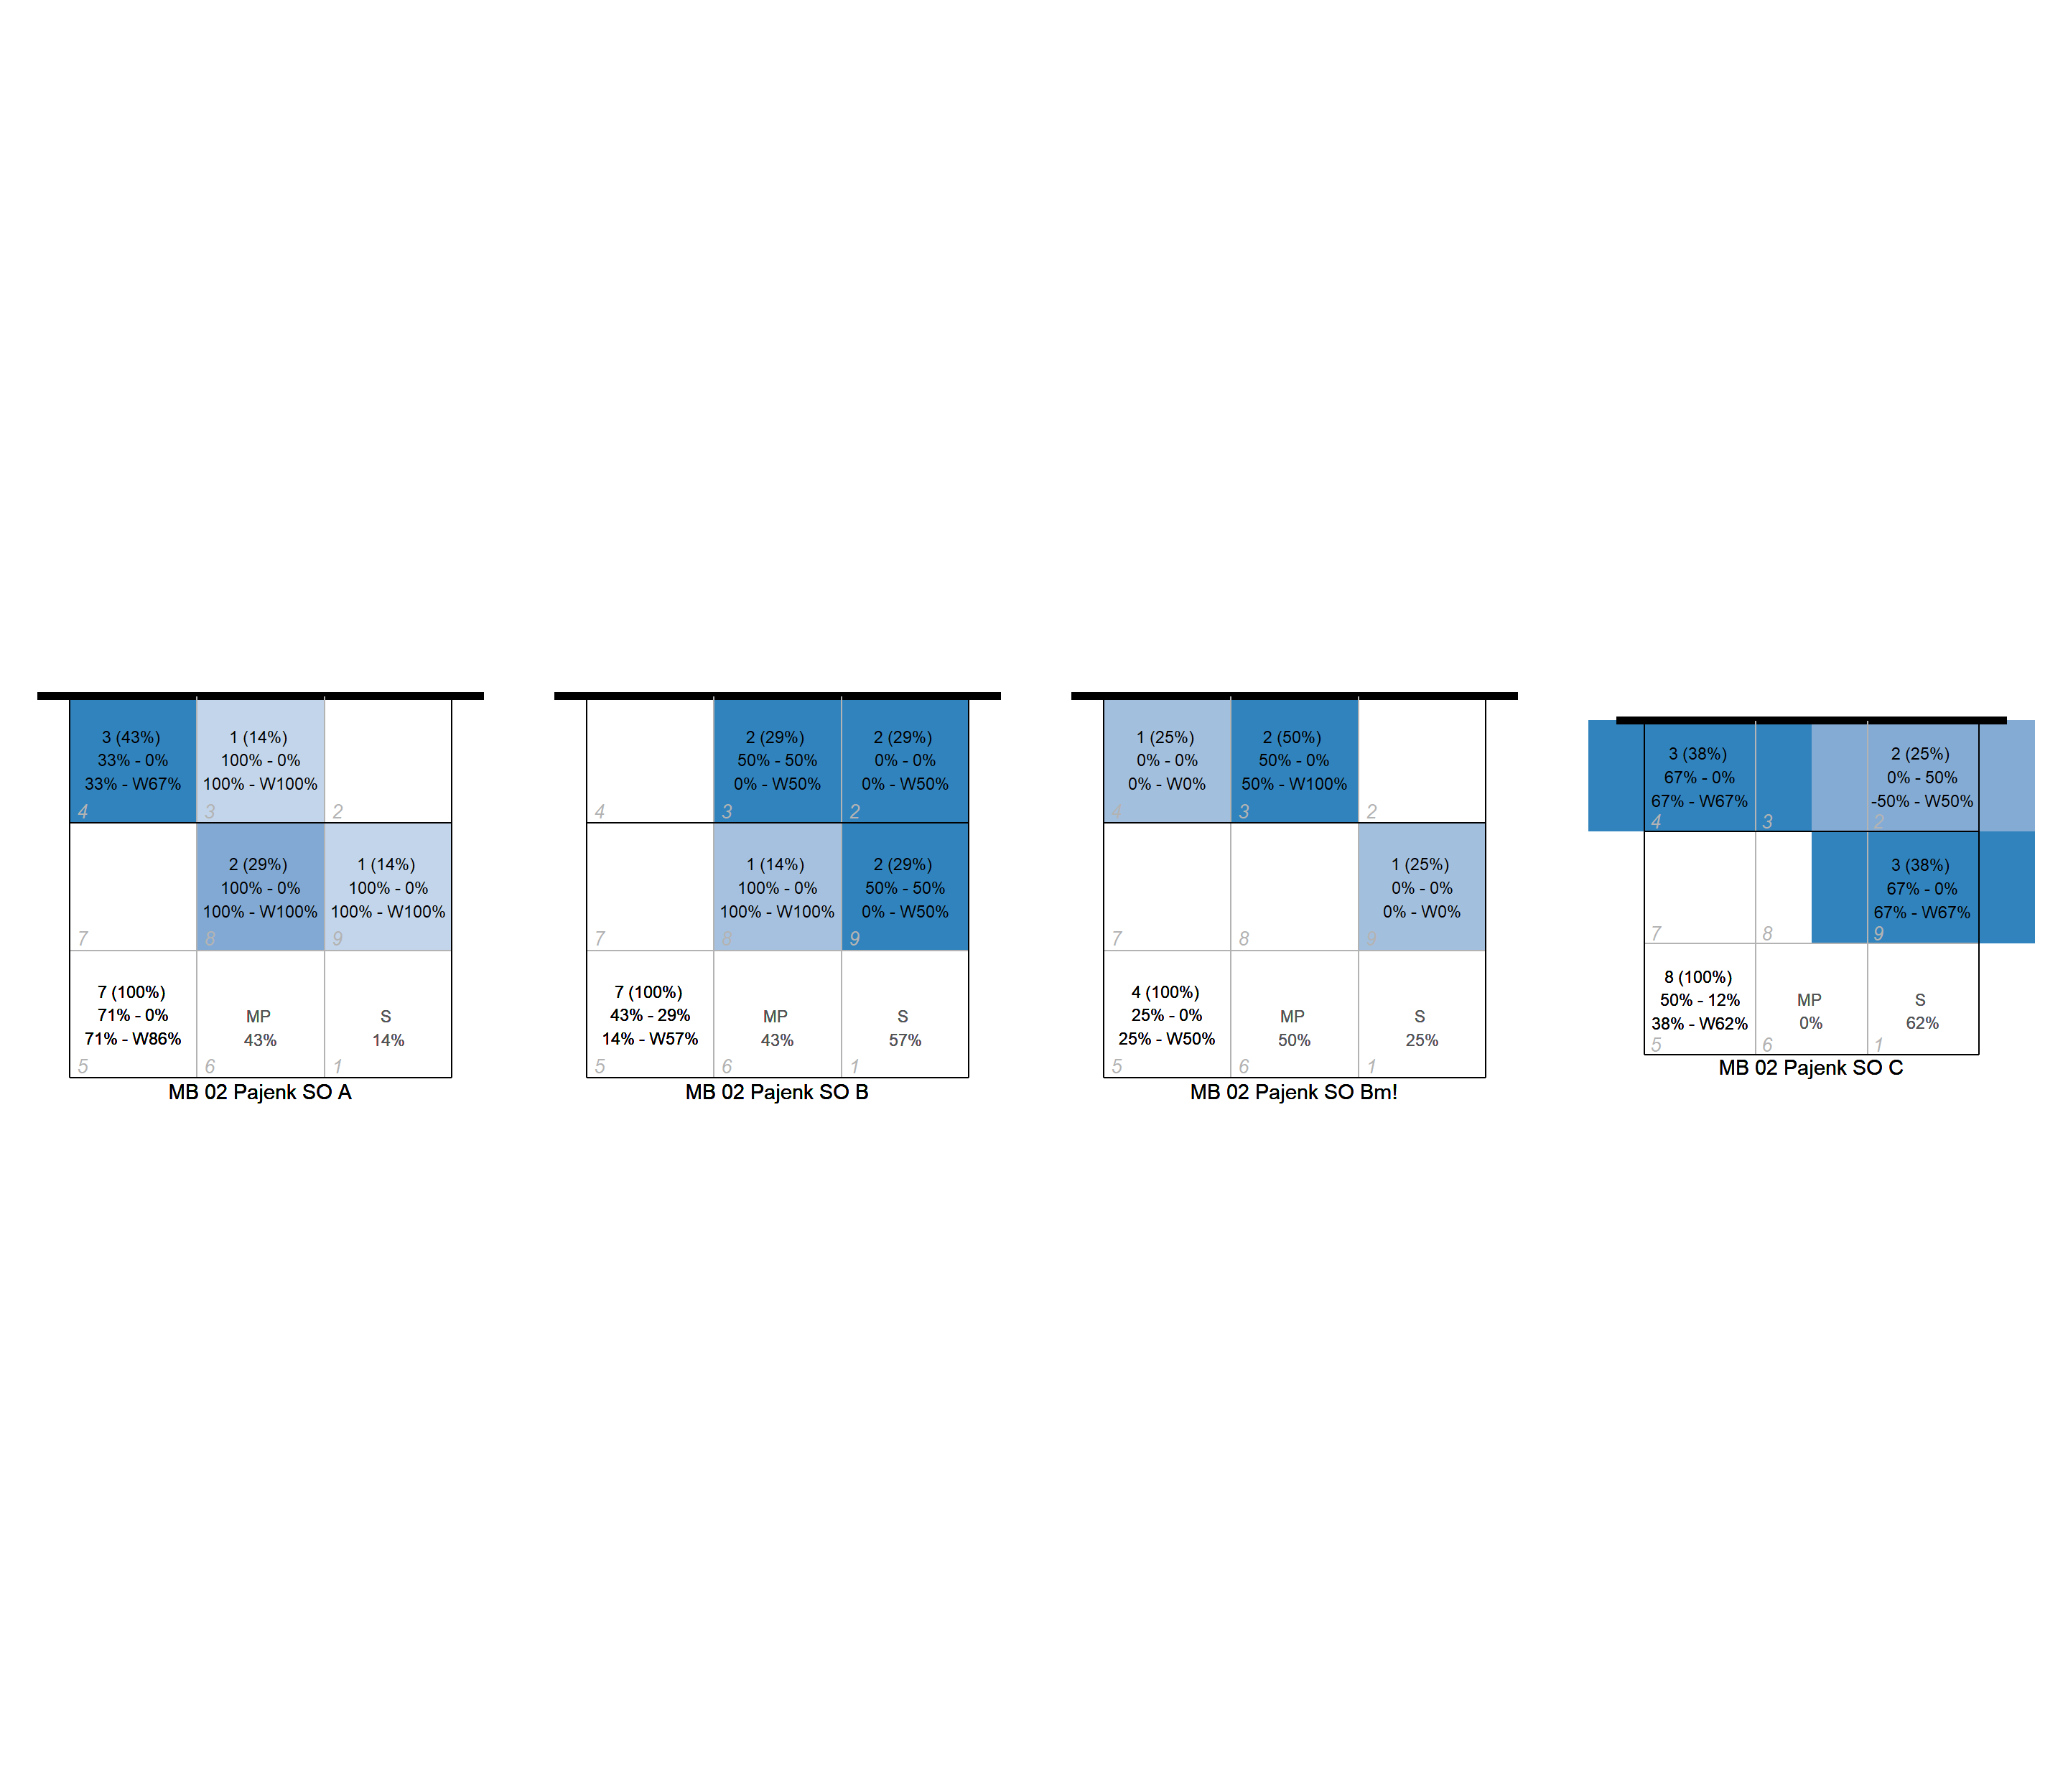 3 (43%)
33% - 0%
33% - W67%
4
1 (14%)
100% - 0%
100% - W100%
3
2
7
2 (29%)
100% - 0%
100% - W100%
8
1 (14%)
100% - 0%
100% - W100%
9
7 (100%)
71% - 0%
71% - W86%
5
MP
43%
6
S
14%
1
MB 02 Pajenk SO A
4
2 (29%)
50% - 50%
0% - W50%
3
2 (29%)
0% - 0%
0% - W50%
2
7
1 (14%)
100% - 0%
100% - W100%
8
2 (29%)
50% - 50%
0% - W50%
9
7 (100%)
43% - 29%
14% - W57%
5
MP
43%
6
S
57%
1
MB 02 Pajenk SO B
1 (25%)
0% - 0%
0% - W0%
4
2 (50%)
50% - 0%
50% - W100%
3
2
7
8
1 (25%)
0% - 0%
0% - W0%
9
4 (100%)
25% - 0%
25% - W50%
5
MP
50%
6
S
25%
1
MB 02 Pajenk SO Bm!
3 (38%)
67% - 0%
67% - W67%
4
3
2 (25%)
0% - 50%
-50% - W50%
2
7
8
3 (38%)
67% - 0%
67% - W67%
9
8 (100%)
50% - 12%
38% - W62%
5
MP
0%
6
S
62%
1
MB 02 Pajenk SO C